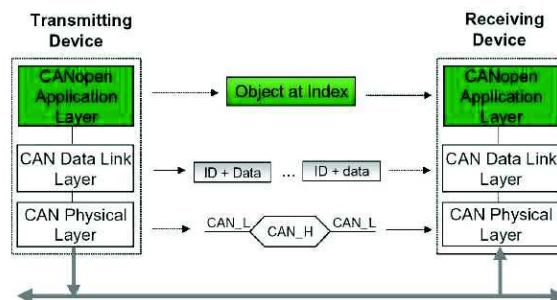 Transmitting
Device
Receiving
Device
CANopen
Application
Layer
Object at Index
CANopen
Application
Layer
CAN Data Link
Layer
ID + Data
...
ID + data
CAN Data Link
Layer
CAN Physical
Layer
CAN_L
CAN_H
CAN_L
CAN Physical
Layer